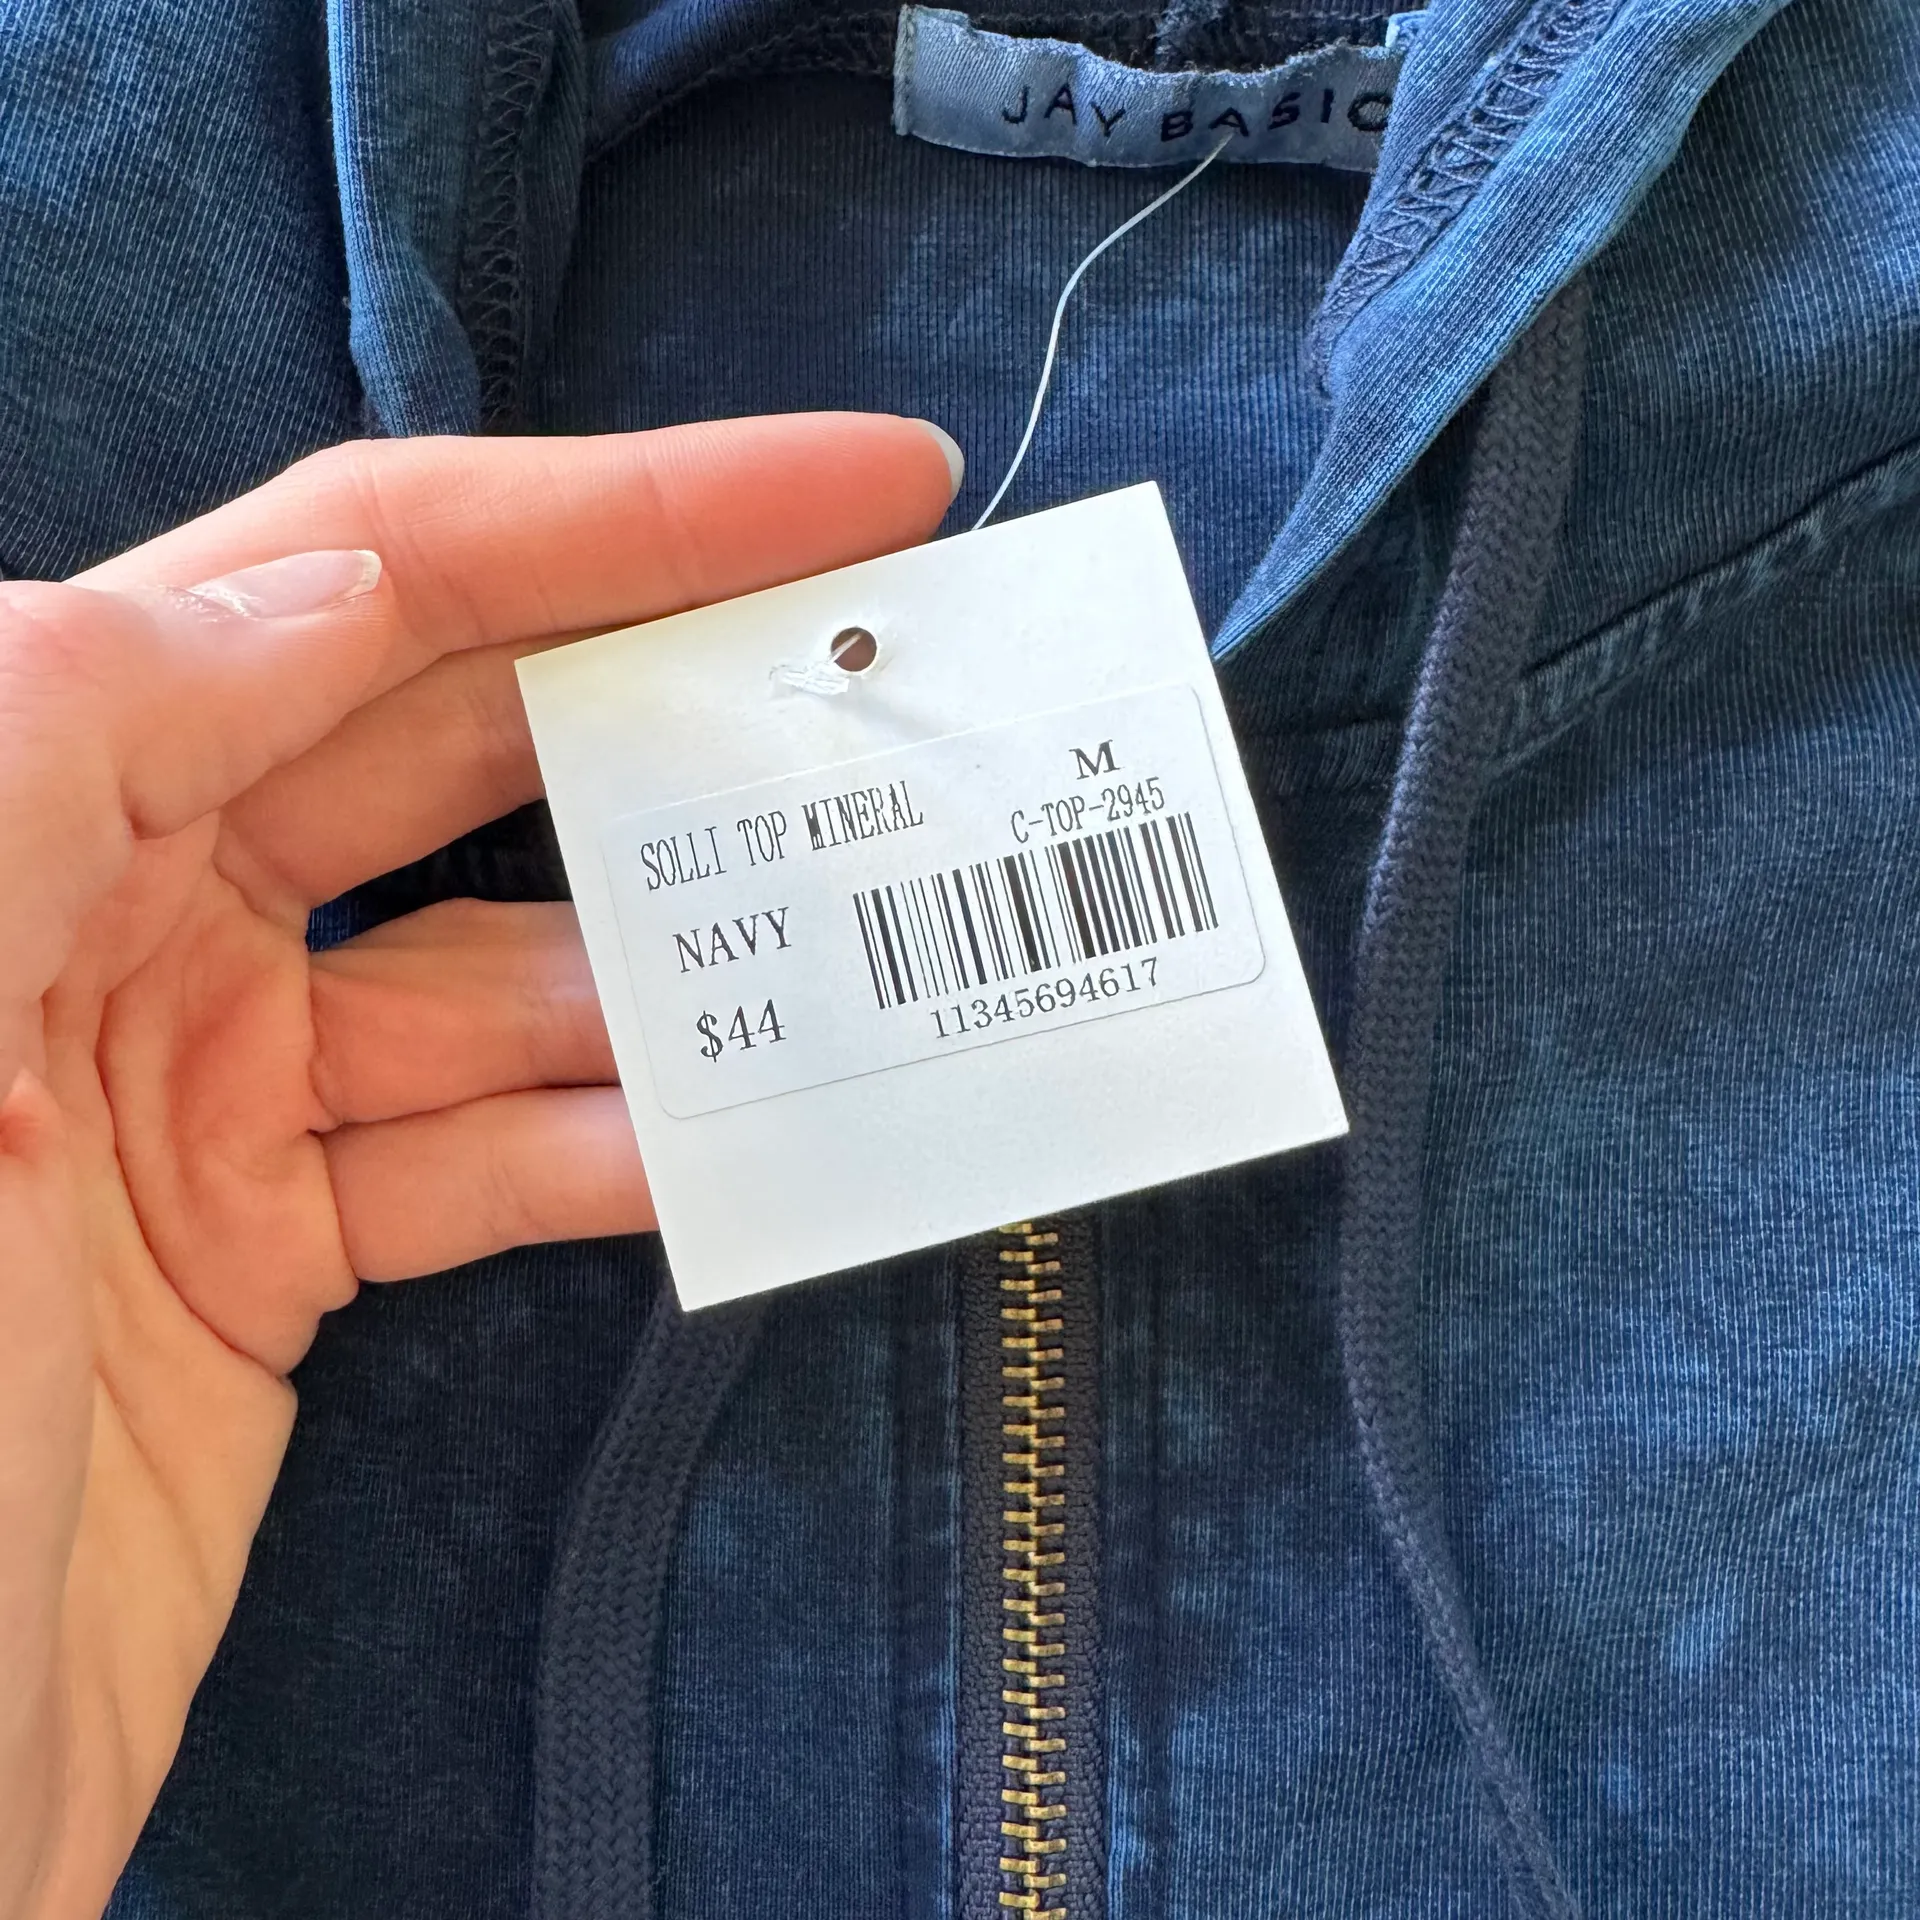 JAY BASIC
M
SOLLI TOP MINERAL
C-TOP-2945
NAVY
$44
11345694617